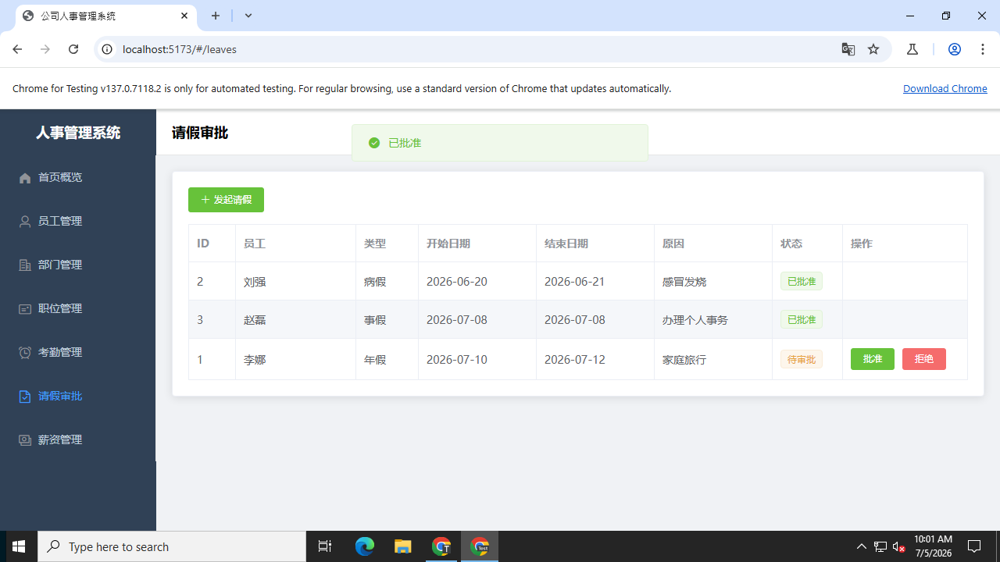 公司人事管理系统
localhost:5173/#/leaves
Chrome for Testing v137.0.7118.2 is only for automated testing. For regular browsing, use a standard version of Chrome that updates automatically.
Download Chrome
人事管理系统
首页概览
员工管理
部门管理
职位管理
考勤管理
请假审批
薪资管理
请假审批
已批准
发起请假
ID 员工 类型 开始日期 结束日期 原因 状态 操作
2 刘强 病假 2026-06-20 2026-06-21 感冒发烧 已批准
3 赵磊 事假 2026-07-08 2026-07-08 办理个人事务 已批准
1 李娜 年假 2026-07-10 2026-07-12 家庭旅行 待审批 批准 拒绝
Type here to search
T
Test
10:01 AM
7/5/2026